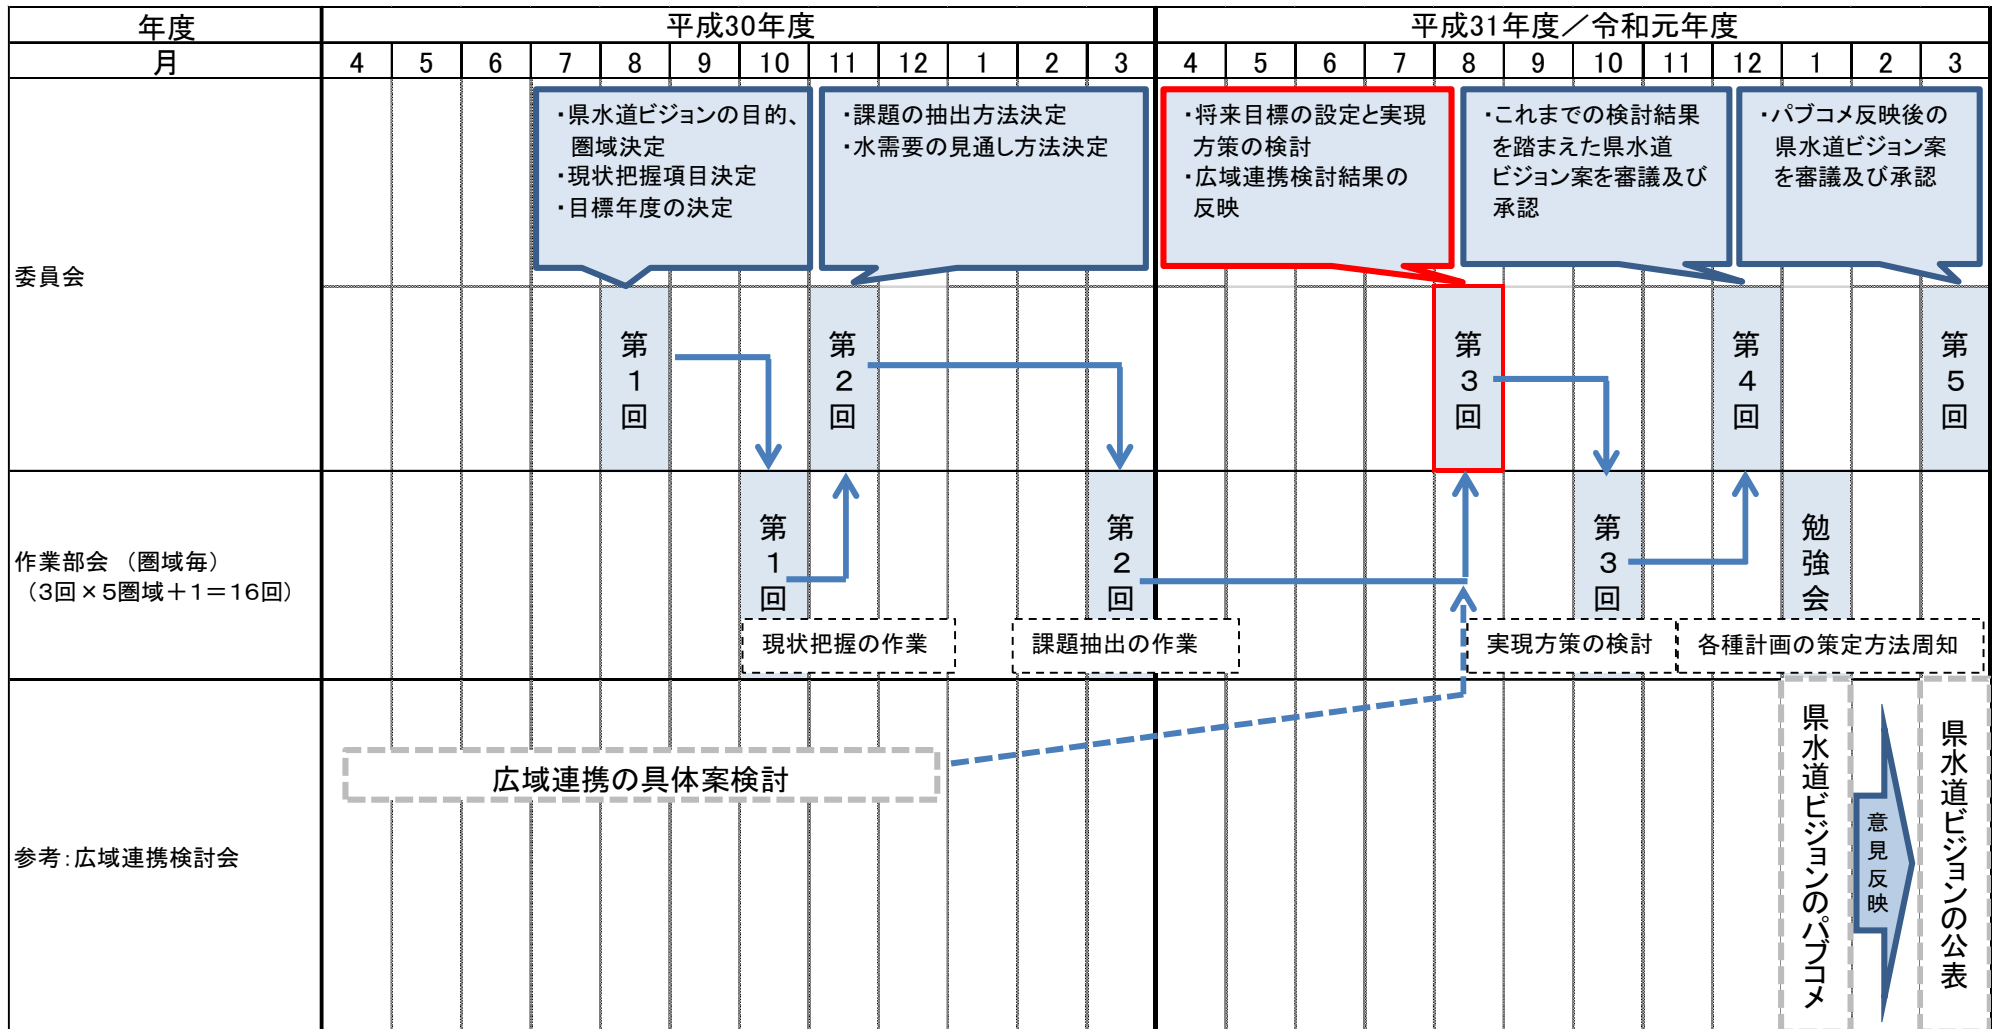 年度
平成30年度
平成31年度／令和元年度
月
4 5 6 7 8 9 10 11 12 1 2 3
4 5 6 7 8 9 10 11 12 1 2 3
委員会
・県水道ビジョンの目的、
圏域決定
・現状把握項目決定
・目標年度の決定
・課題の抽出方法決定
・水需要の見通し方法決定
・将来目標の設定と実現
方策の検討
・広域連携検討結果の
反映
・これまでの検討結果
を踏まえた県水道
ビジョン案を審議及び
承認
・パブコメ反映後の
県水道ビジョン案
を審議及び承認
第1回
第2回
第3回
第4回
第5回
作業部会 （圏域毎）
（3回×5圏域＋1＝16回）
第1回
第2回
第3回
勉強会
現状把握の作業
課題抽出の作業
実現方策の検討
各種計画の策定方法周知
参考：広域連携検討会
広域連携の具体案検討
県水道ビジョンのパブコメ
意見反映
県水道ビジョンの公表